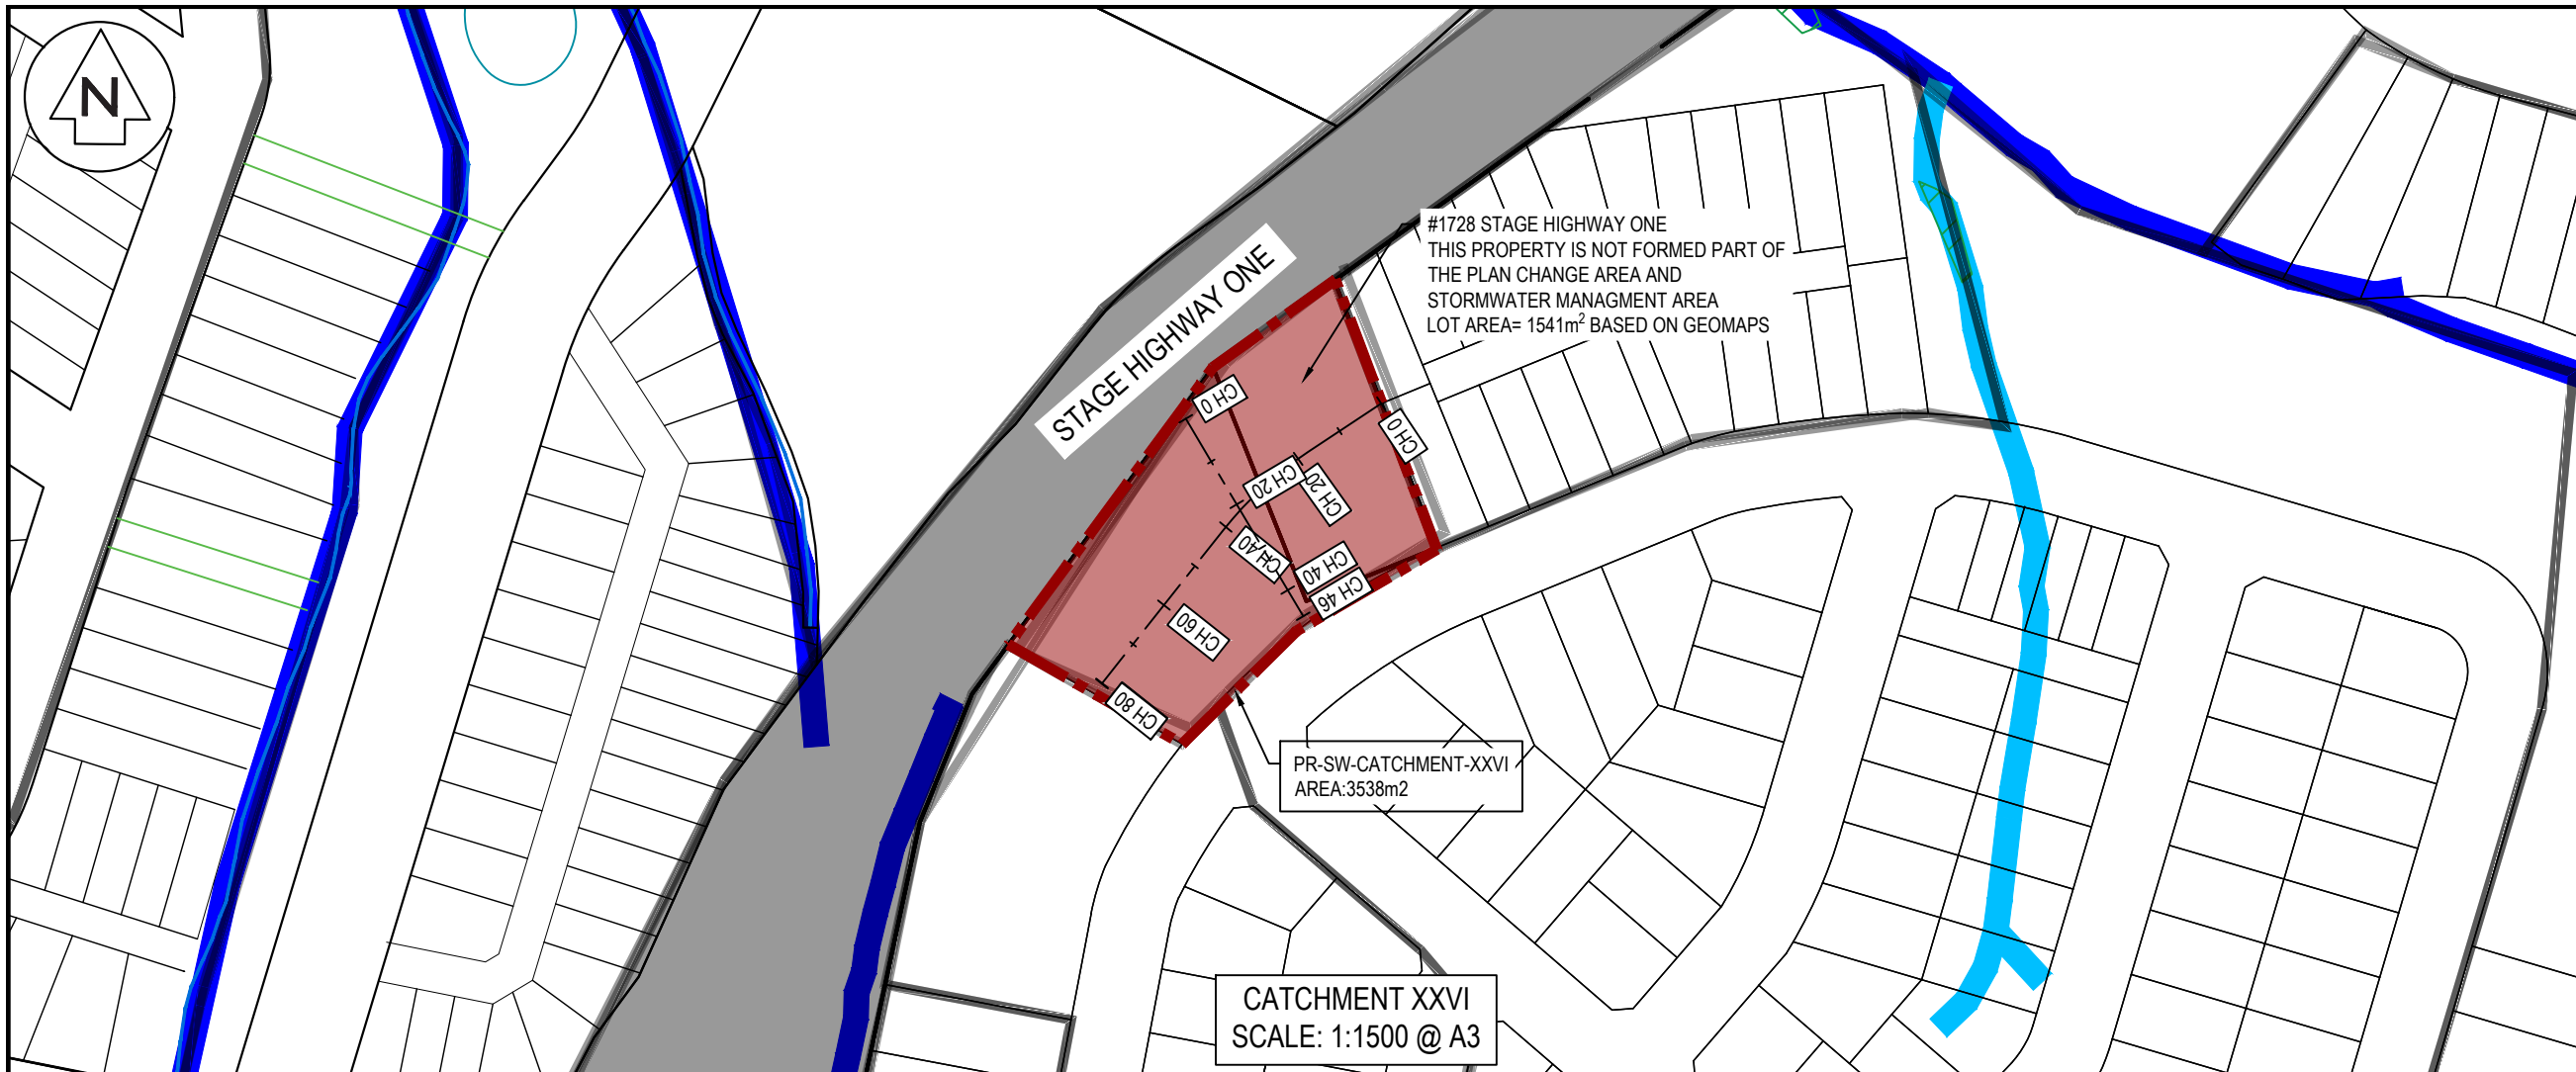 N
#1728 STAGE HIGHWAY ONE
THIS PROPERTY IS NOT FORMED PART OF
THE PLAN CHANGE AREA AND
STORMWATER MANAGMENT AREA
LOT AREA= 1541m² BASED ON GEOMAPS
STAGE HIGHWAY ONE
CH 0
CH 0
CH 20
CH 20
CH 40
CH 40
CH 46
CH 60
CH 80
PR-SW-CATCHMENT-XXVI
AREA:3538m2
CATCHMENT XXVI
SCALE: 1:1500 @ A3